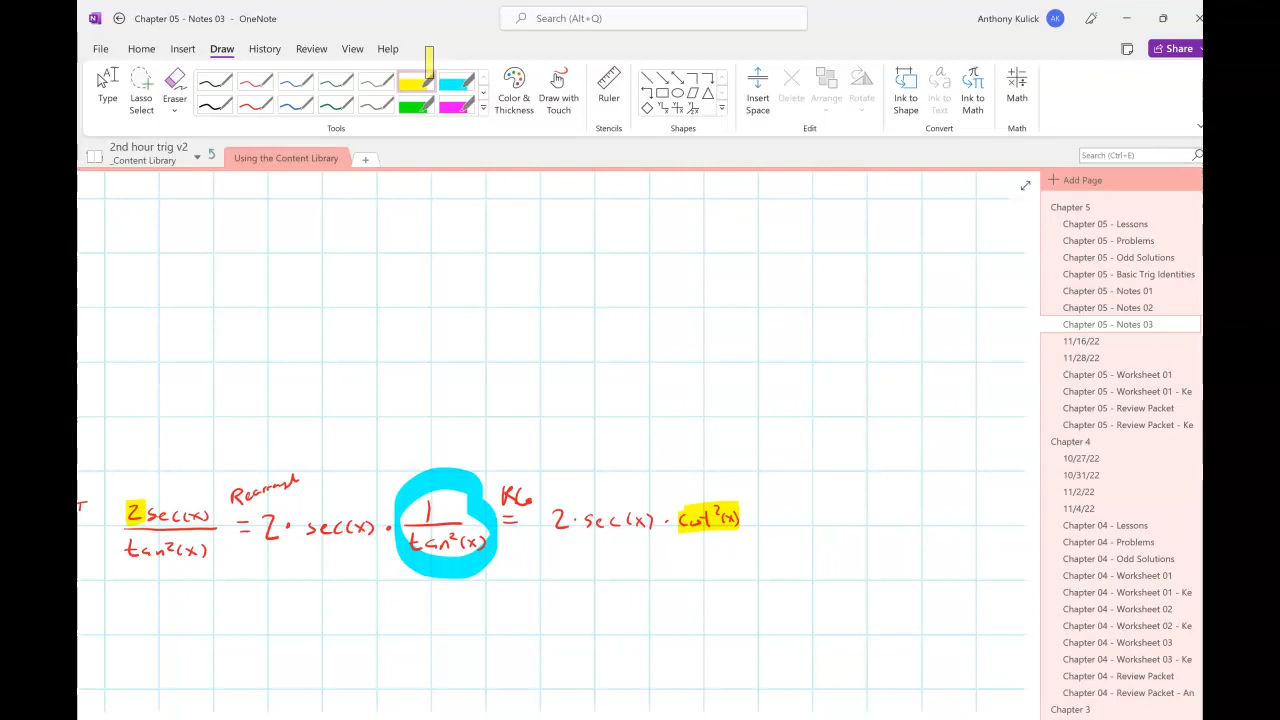 Chapter 05 - Notes 03 - OneNote
Search (Alt+Q)
Anthony Kulick
AK
File Home Insert Draw History Review View Help
Share
Type
Lasso Select
Eraser
Color & Thickness
Draw with Touch
Ruler
Insert Space
Delete
Arrange
Rotate
Ink to Shape
Ink to Text
Ink to Math
Math
Tools
Stencils
Shapes
Edit
Convert
Math
2nd hour trig v2
_Content Library
Using the Content Library
Search (Ctrl+E)
Add Page
Chapter 5
Chapter 05 - Lessons
Chapter 05 - Problems
Chapter 05 - Odd Solutions
Chapter 05 - Basic Trig Identities
Chapter 05 - Notes 01
Chapter 05 - Notes 02
Chapter 05 - Notes 03
11/16/22
11/28/22
Chapter 05 - Worksheet 01
Chapter 05 - Worksheet 01 - Ke
Chapter 05 - Review Packet
Chapter 05 - Review Packet - Ke
Chapter 4
10/27/22
10/31/22
11/2/22
11/4/22
Chapter 04 - Lessons
Chapter 04 - Problems
Chapter 04 - Odd Solutions
Chapter 04 - Worksheet 01
Chapter 04 - Worksheet 01 - Ke
Chapter 04 - Worksheet 02
Chapter 04 - Worksheet 02 - Ke
Chapter 04 - Worksheet 03
Chapter 04 - Worksheet 03 - Ke
Chapter 04 - Review Packet
Chapter 04 - Review Packet - An
Chapter 3
2 sec(x) / tan²(x) = 2 · sec(x) · 1 / tan²(x) = 2 · sec(x) · cot²(x)